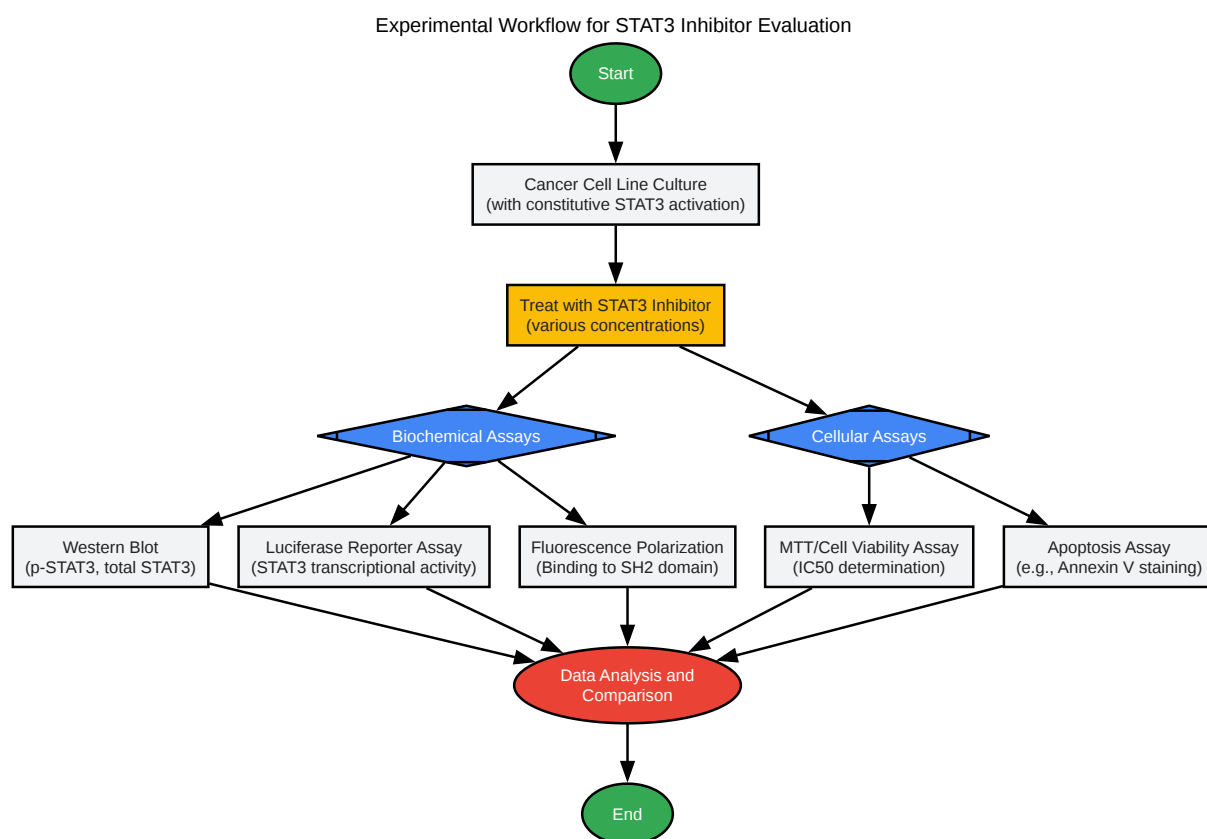 Experimental Workflow for STAT3 Inhibitor Evaluation
Start
Cancer Cell Line Culture
(with constitutive STAT3 activation)
Treat with STAT3 Inhibitor
(various concentrations)
Biochemical Assays
Cellular Assays
Western Blot
(p-STAT3, total STAT3)
Luciferase Reporter Assay
(STAT3 transcriptional activity)
Fluorescence Polarization
(Binding to SH2 domain)
MTT/Cell Viability Assay
(IC50 determination)
Apoptosis Assay
(e.g., Annexin V staining)
Data Analysis and
Comparison
End